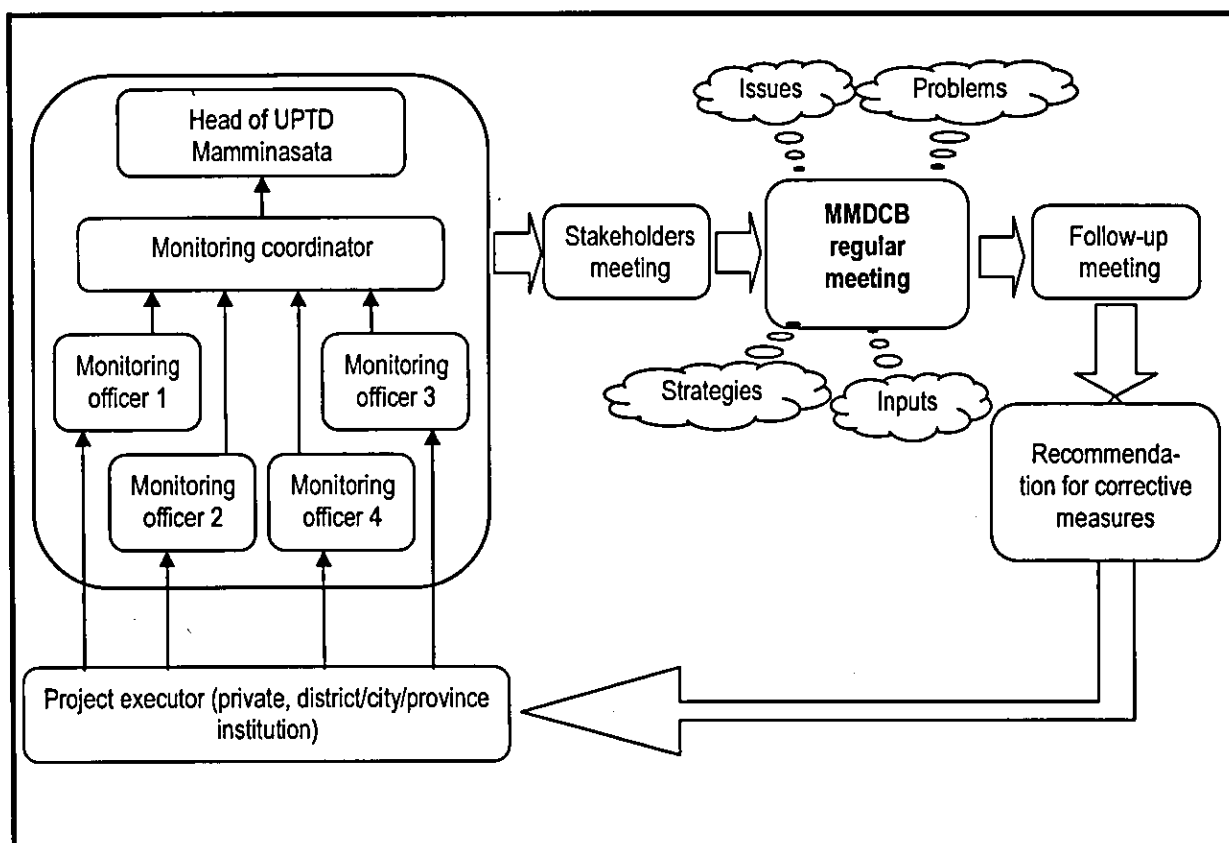 Head of UPTD
Mamminasata
Monitoring coordinator
Monitoring
officer 1
Monitoring
officer 3
Monitoring
officer 2
Monitoring
officer 4
Project executor (private, district/city/province
institution)
Stakeholders
meeting
Issues
Problems
MMDCB
regular
meeting
Strategies
Inputs
Follow-up
meeting
Recommenda-
tion for corrective
measures